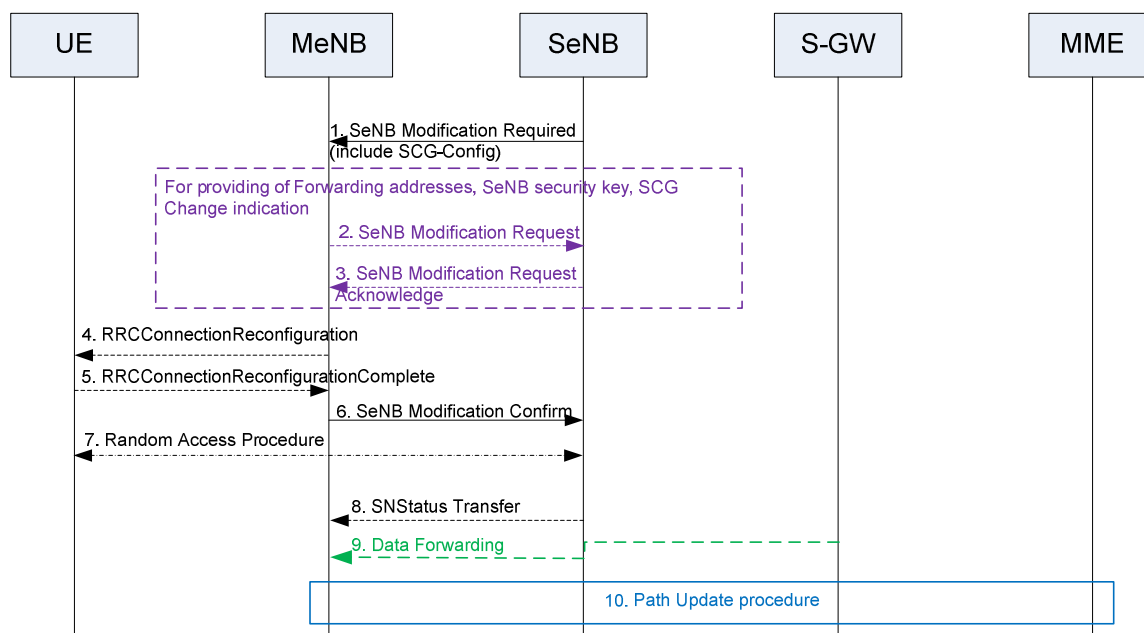 UE
MeNB
SeNB
S-GW
MME
1. SeNB Modification Required
(include SCG-Config)
For providing of Forwarding addresses, SeNB security key, SCG
Change indication
2. SeNB Modification Request
3. SeNB Modification Request
Acknowledge
4. RRCConnectionReconfiguration
5. RRCConnectionReconfigurationComplete
6. SeNB Modification Confirm
7. Random Access Procedure
8. SNStatus Transfer
9. Data Forwarding
10. Path Update procedure